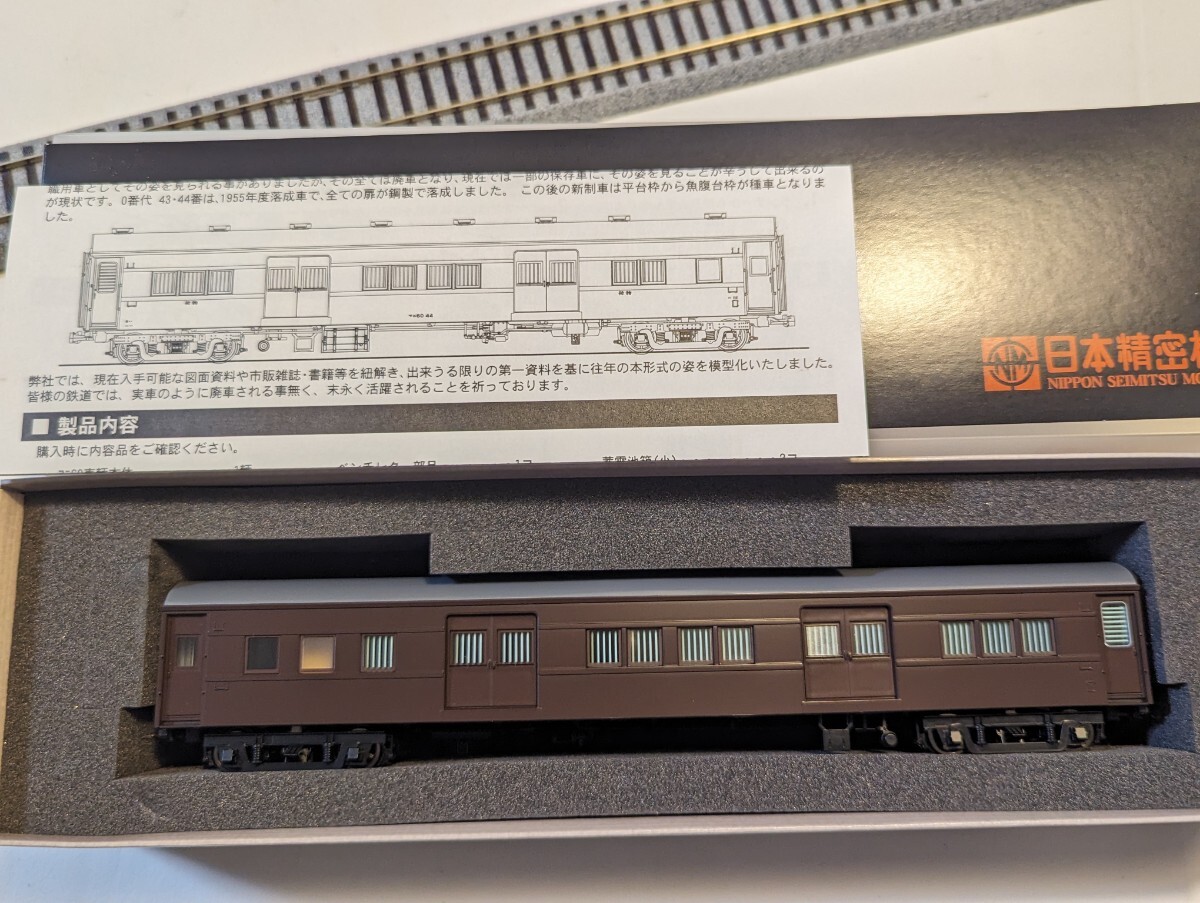 職用車としてその姿を見られる事がありましたが、その全ては廃車となり、現在では一部の保存車に、その姿を見ることが辛うじて出来るの
が現状です。0番代 43・44番は、1955年度落成車で、全ての扉が鋼製で落成しました。 この後の新制車は平台枠から魚腹台枠が種車となりま
した。
荷物
荷物
60 44
弊社では、現在入手可能な図面資料や市販雑誌・書籍等を紐解き、出来うる限りの第一資料を基に往年の本形式の姿を模型化いたしました。
皆様の鉄道では、実車のように廃車される事無く、末永く活躍されることを祈っております。
■ 製品内容
購入時に内容品をご確認ください。
日本精密
NIPPON SEIMITSU MO